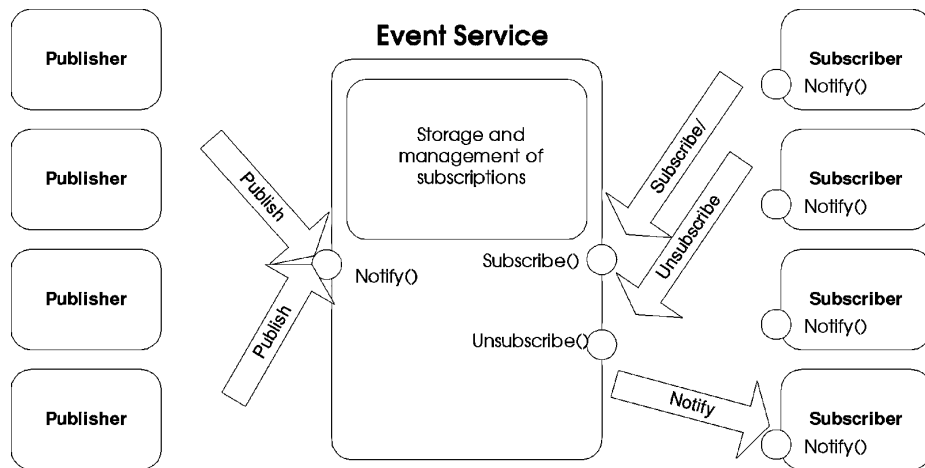 Event Service
Publisher
Publisher
Publisher
Publisher
Publish
Publish
Storage and
management of
subscriptions
Notify()
Subscribe()
Unsubscribe()
Subscribe/
Unsubscribe
Notify
Subscriber
Notify()
Subscriber
Notify()
Subscriber
Notify()
Subscriber
Notify()